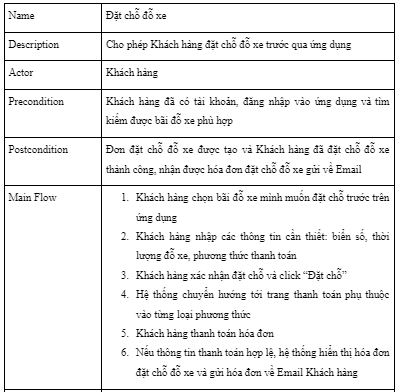 Name Đặt chỗ đỗ xe
Description Cho phép Khách hàng đặt chỗ đỗ xe trước qua ứng dụng
Actor Khách hàng
Precondition Khách hàng đã có tài khoản, đăng nhập vào ứng dụng và tìm
kiếm được bãi đỗ xe phù hợp
Postcondition Đơn đặt chỗ đỗ xe được tạo và Khách hàng đã đặt chỗ đỗ xe
thành công, nhận được hóa đơn đặt chỗ đỗ xe gửi về Email
Main Flow 1. Khách hàng chọn bãi đỗ xe mình muốn đặt chỗ trước trên
ứng dụng
2. Khách hàng nhập các thông tin cần thiết: biển số, thời
lượng đỗ xe, phương thức thanh toán
3. Khách hàng xác nhận đặt chỗ và click “Đặt chỗ”
4. Hệ thống chuyển hướng tới trang thanh toán phụ thuộc
vào từng loại phương thức
5. Khách hàng thanh toán hóa đơn
6. Nếu thông tin thanh toán hợp lệ, hệ thống hiển thị hóa đơn
đặt chỗ đỗ xe và gửi hóa đơn về Email Khách hàng